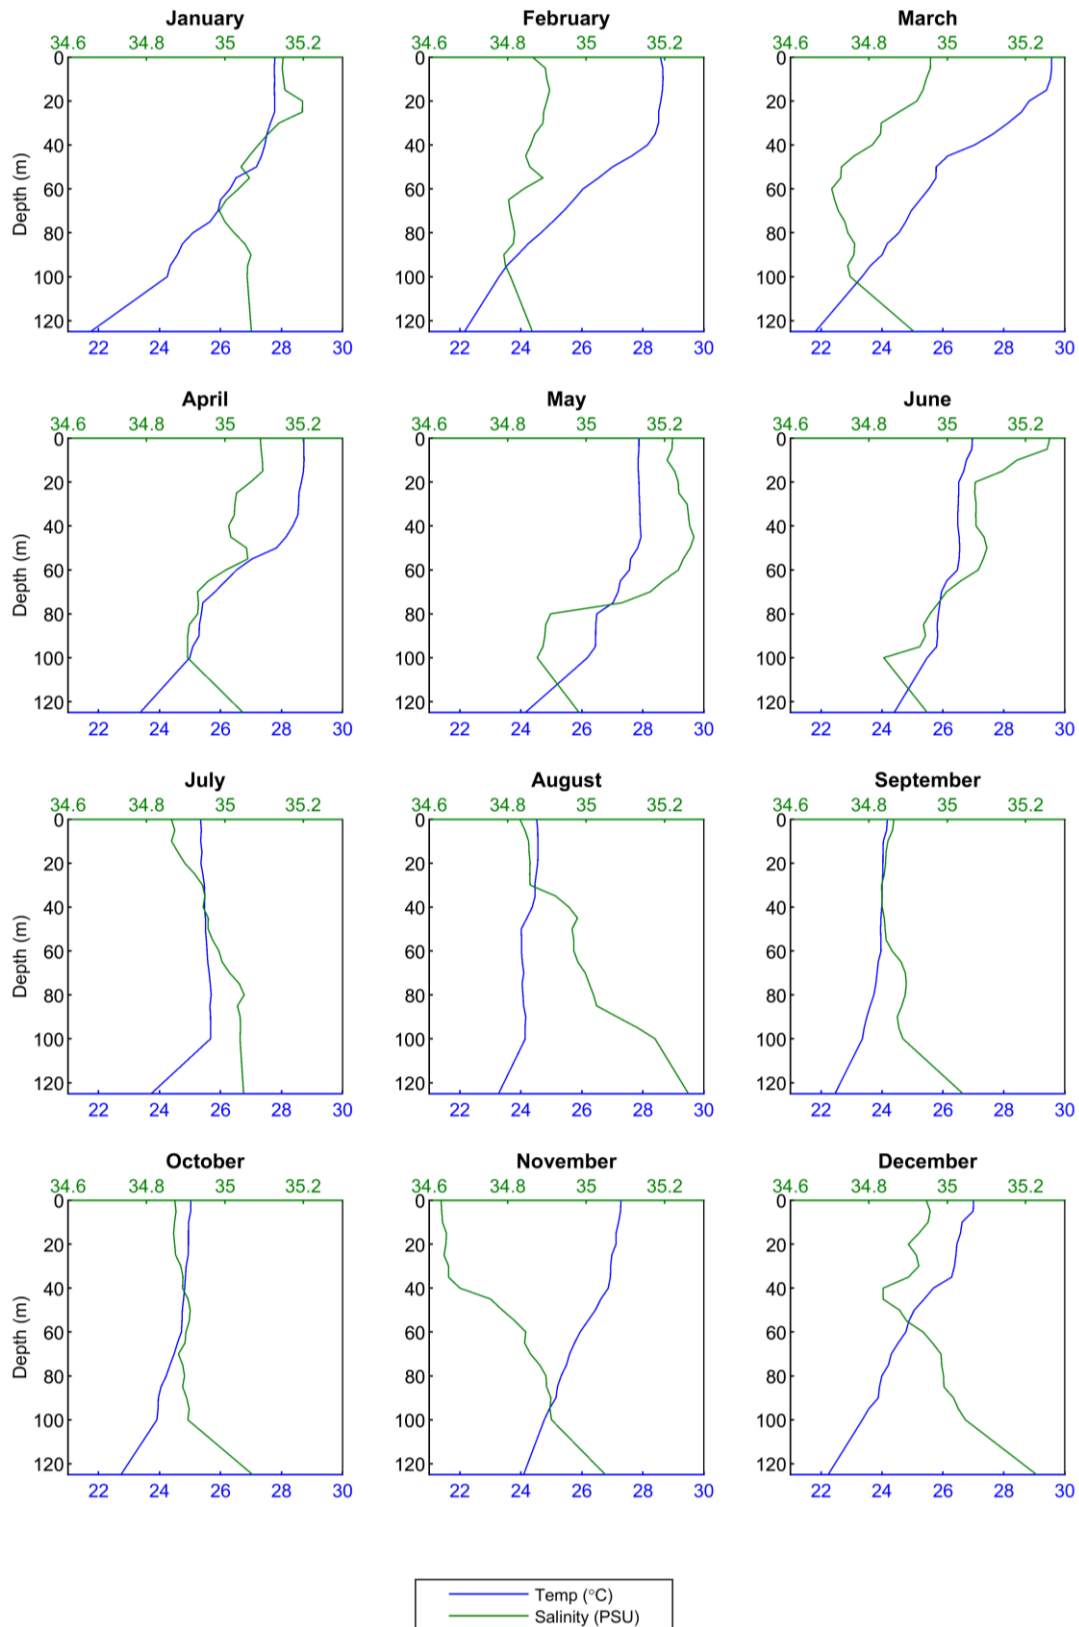 January February March
34.6 34.8 35 35.2 34.6 34.8 35 35.2 34.6 34.8 35 35.2
0 0 0
20 20 20
40 40 40
Depth (m)
60 60 60
80 80 80
100 100 100
120 120 120
22 24 26 28 30 22 24 26 28 30 22 24 26 28 30
April May June
34.6 34.8 35 35.2 34.6 34.8 35 35.2 34.6 34.8 35 35.2
0 0 0
20 20 20
40 40 40
Depth (m)
60 60 60
80 80 80
100 100 100
120 120 120
22 24 26 28 30 22 24 26 28 30 22 24 26 28 30
July August September
34.6 34.8 35 35.2 34.6 34.8 35 35.2 34.6 34.8 35 35.2
0 0 0
20 20 20
40 40 40
Depth (m)
60 60 60
80 80 80
100 100 100
120 120 120
22 24 26 28 30 22 24 26 28 30 22 24 26 28 30
October November December
34.6 34.8 35 35.2 34.6 34.8 35 35.2 34.6 34.8 35 35.2
0 0 0
20 20 20
40 40 40
Depth (m)
60 60 60
80 80 80
100 100 100
120 120 120
22 24 26 28 30 22 24 26 28 30 22 24 26 28 30
Temp (°C)
Salinity (PSU)